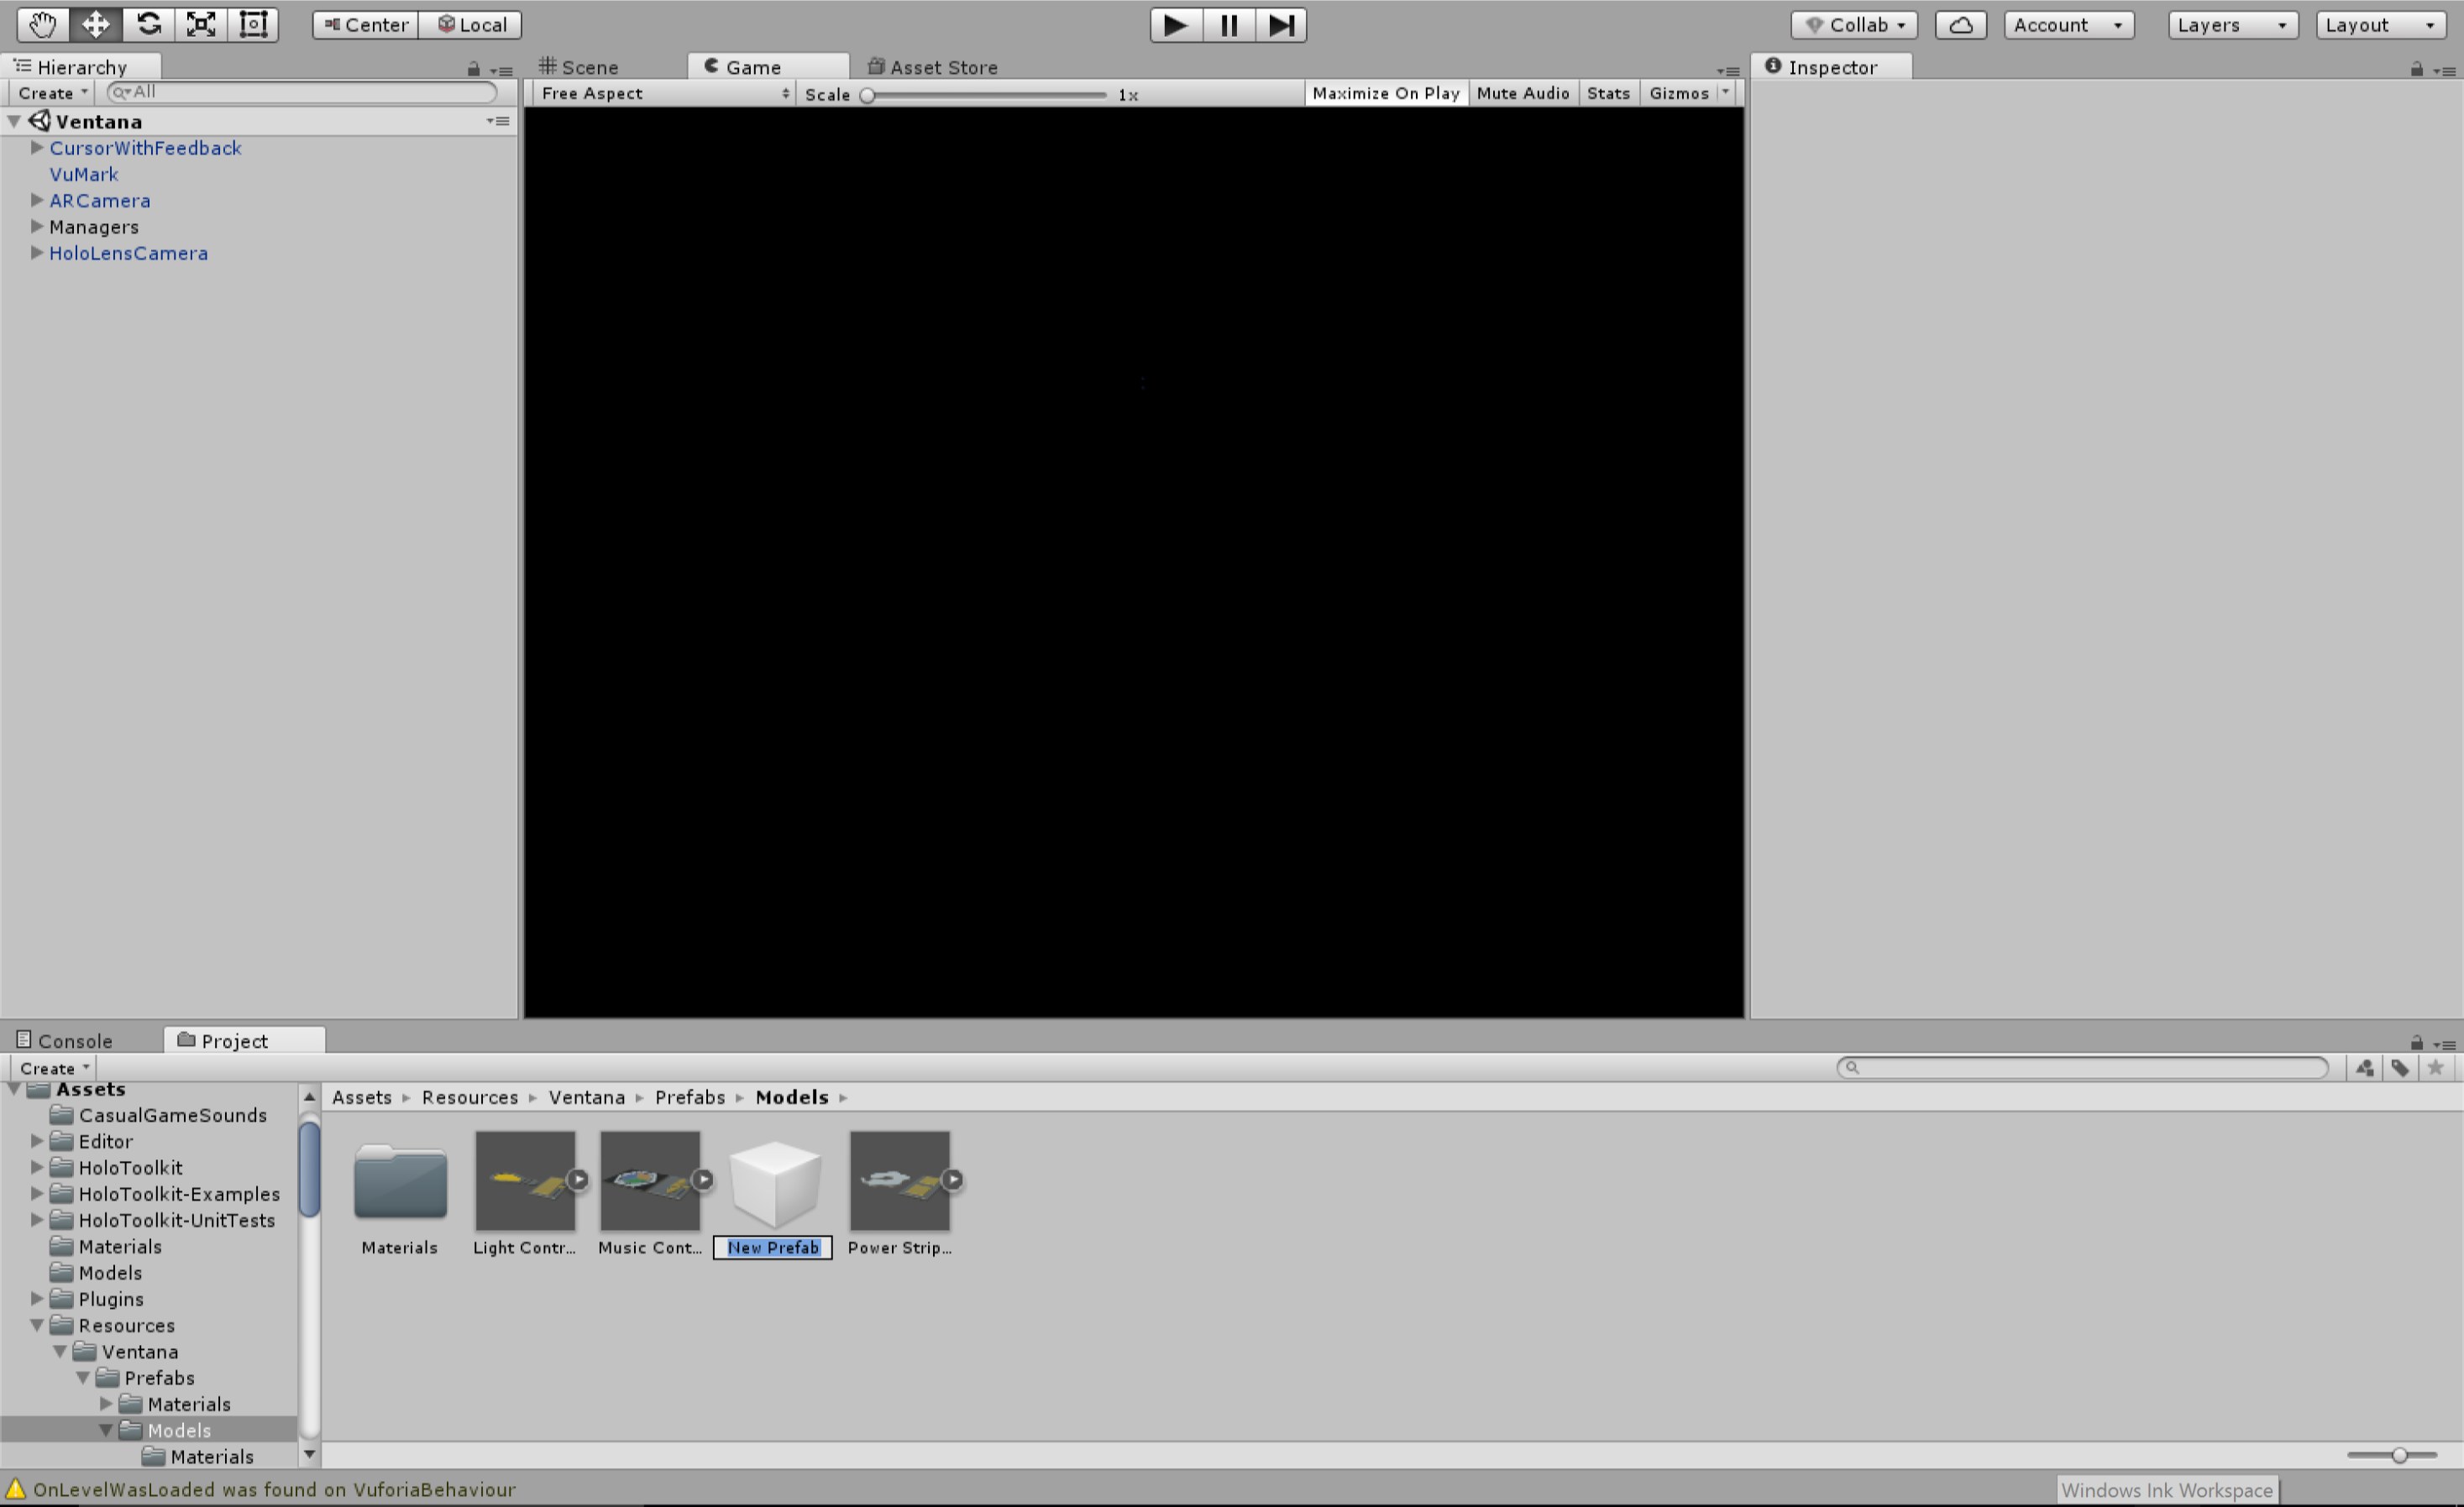 Center Local Collab Account Layers Layout
Hierarchy
Create All
Ventana
CursorWithFeedback
VuMark
ARCamera
Managers
HoloLensCamera
Scene Game Asset Store
Free Aspect Scale 1x Maximize On Play Mute Audio Stats Gizmos
Inspector
Console Project
Create
Assets
CasualGameSounds
Editor
HoloToolkit
HoloToolkit-Examples
HoloToolkit-UnitTests
Materials
Models
Plugins
Resources
Ventana
Prefabs
Materials
Models
Materials
Assets Resources Ventana Prefabs Models
Materials Light Contr... Music Cont... New Prefab Power Strip...
OnLevelWasLoaded was found on VuforiaBehaviour
Windows Ink Workspace